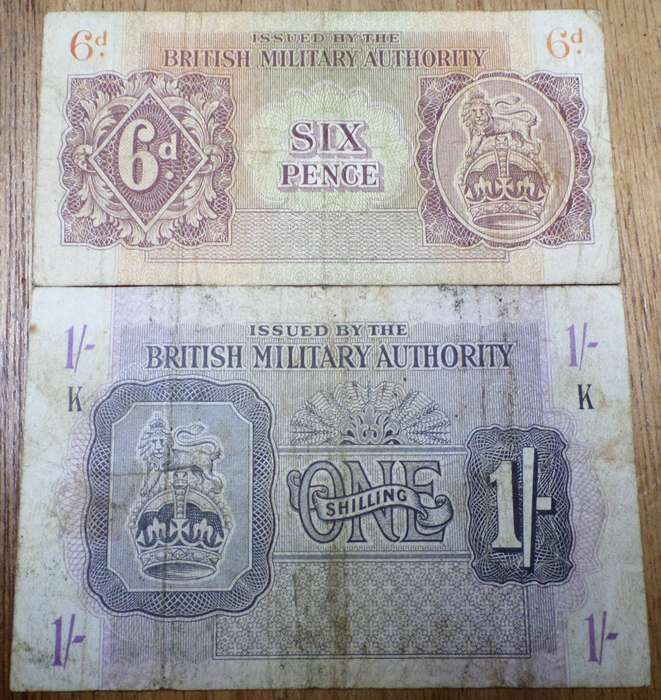 6d 6d
ISSUED BY THE
BRITISH MILITARY AUTHORITY
6d.
SIX
PENCE
1/- 1/-
ISSUED BY THE
BRITISH MILITARY AUTHORITY
K K
ONE
SHILLING
1/-
1/- 1/-